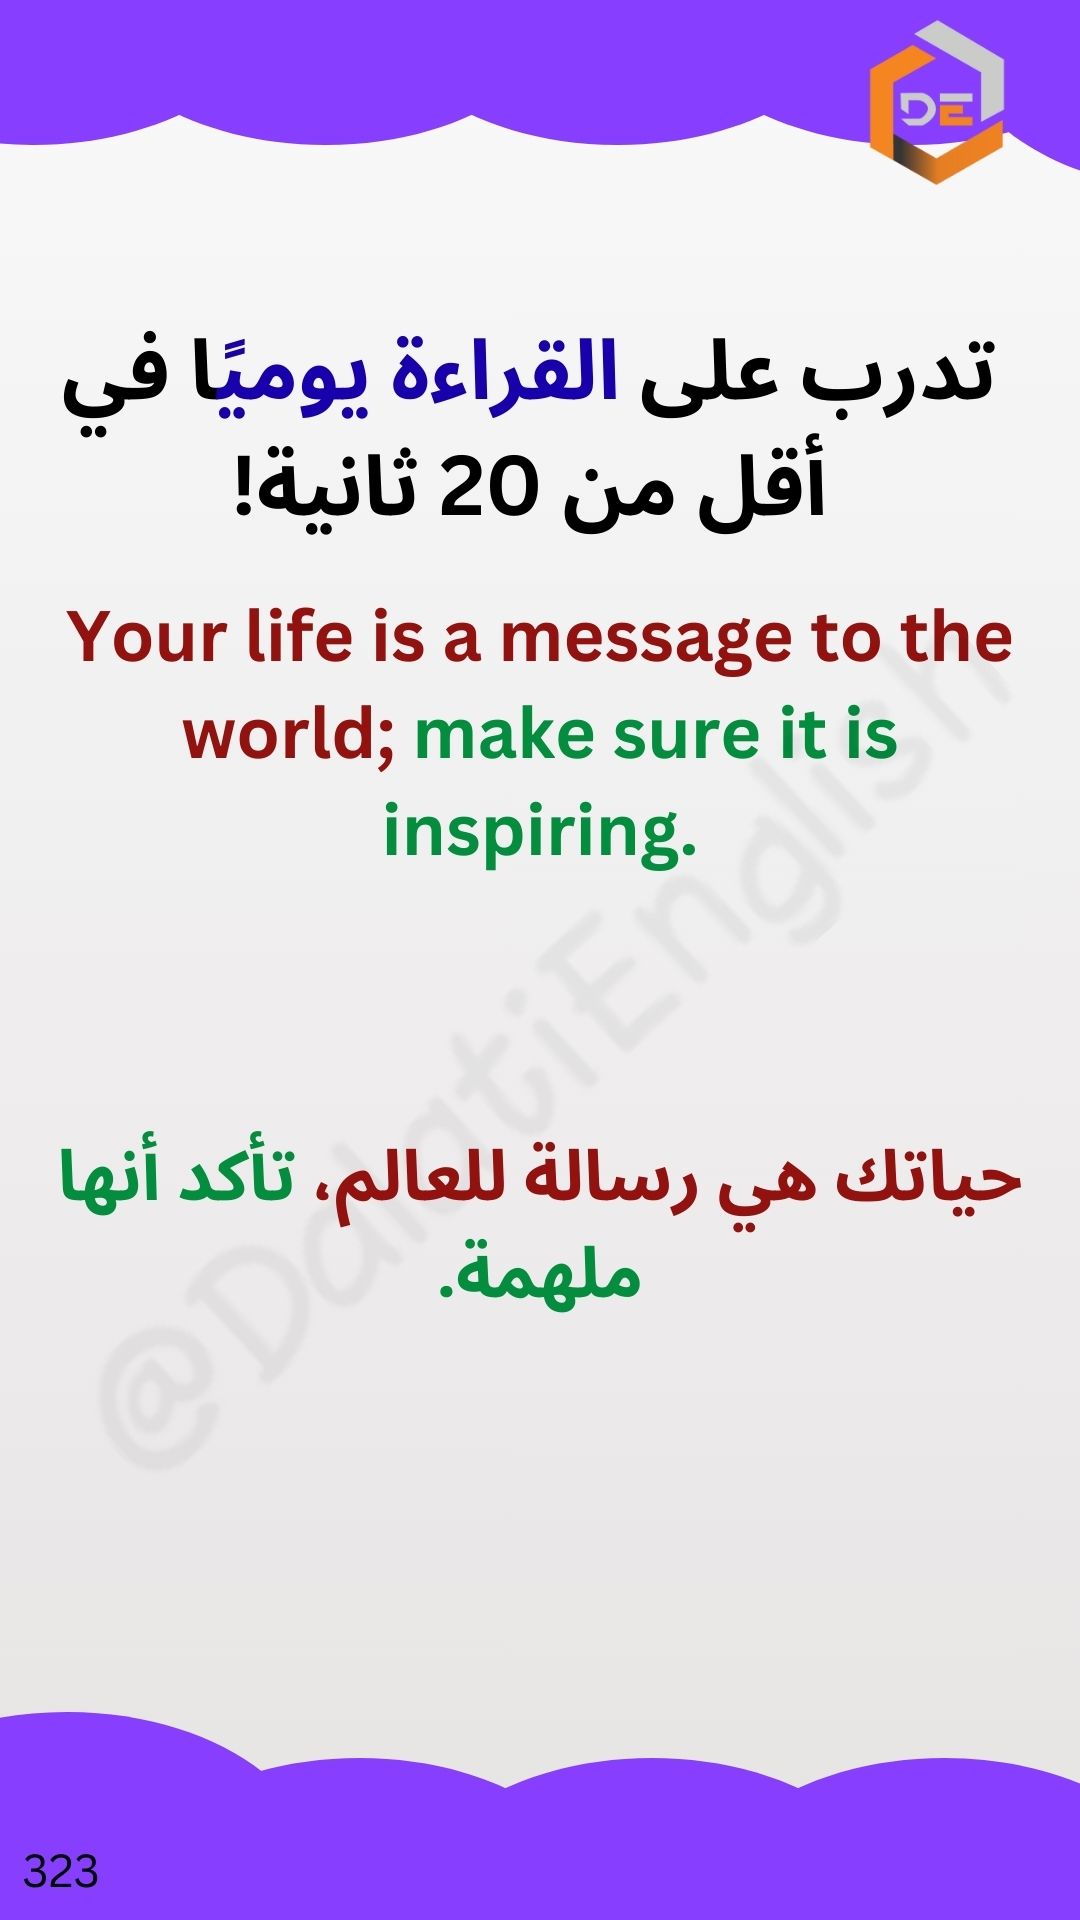 DE
تدرب على القراءة يوميًا في
أقل من 20 ثانية!
Your life is a message to the
world; make sure it is
inspiring.
حياتك هي رسالة للعالم، تأكد أنها
ملهمة.
@DalatiEnglish
323